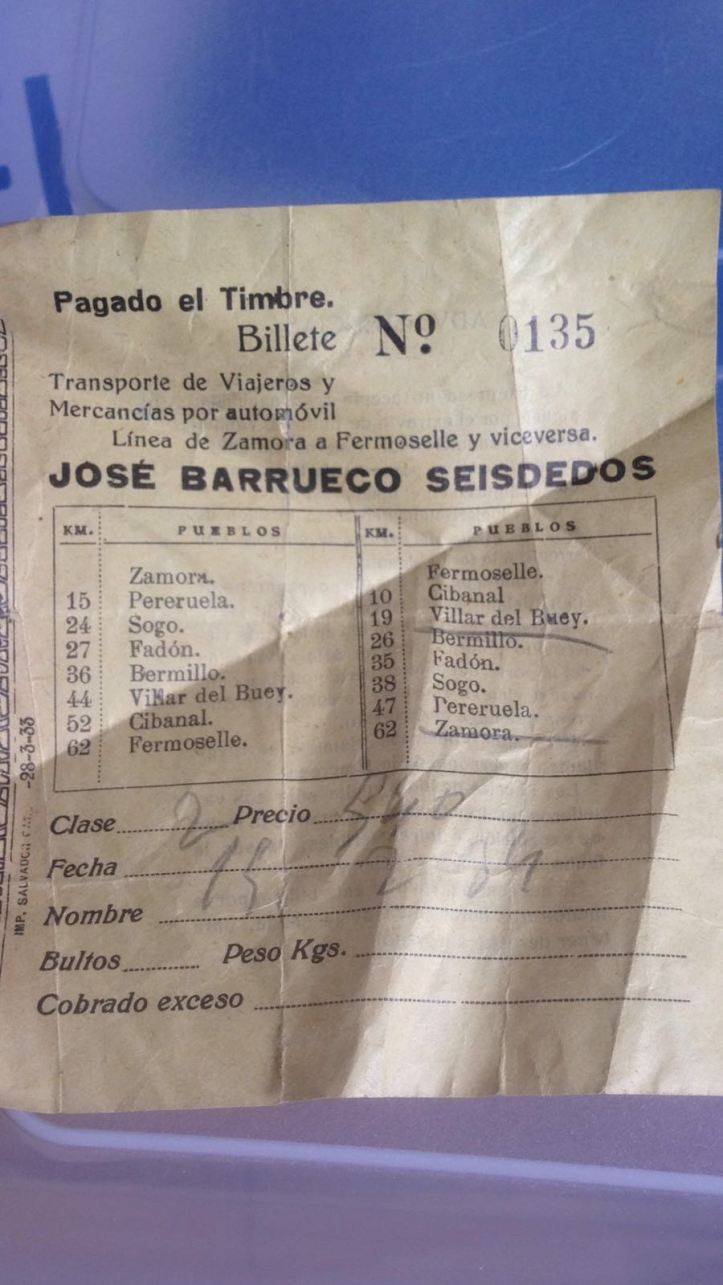 Pagado el Timbre.
Billete Nº 0135
Transporte de Viajeros y
Mercancías por automóvil
Línea de Zamora a Fermoselle y viceversa.
JOSÉ BARRUECO SEISDEDOS
KM. PUEBLOS KM. PUEBLOS
Zamora. Fermoselle.
15 Pereruela. 10 Cibanal
24 Sogo. 19 Villar del Buey.
27 Fadón. 26 Bermillo.
36 Bermillo. 35 Fadón.
44 Villar del Buey. 38 Sogo.
52 Cibanal. 47 Pereruela.
62 Fermoselle. 62 Zamora.
Clase 2 Precio
Fecha 2
Nombre
Bultos Peso Kgs.
Cobrado exceso
IMP. SALVADOR -28-3-33